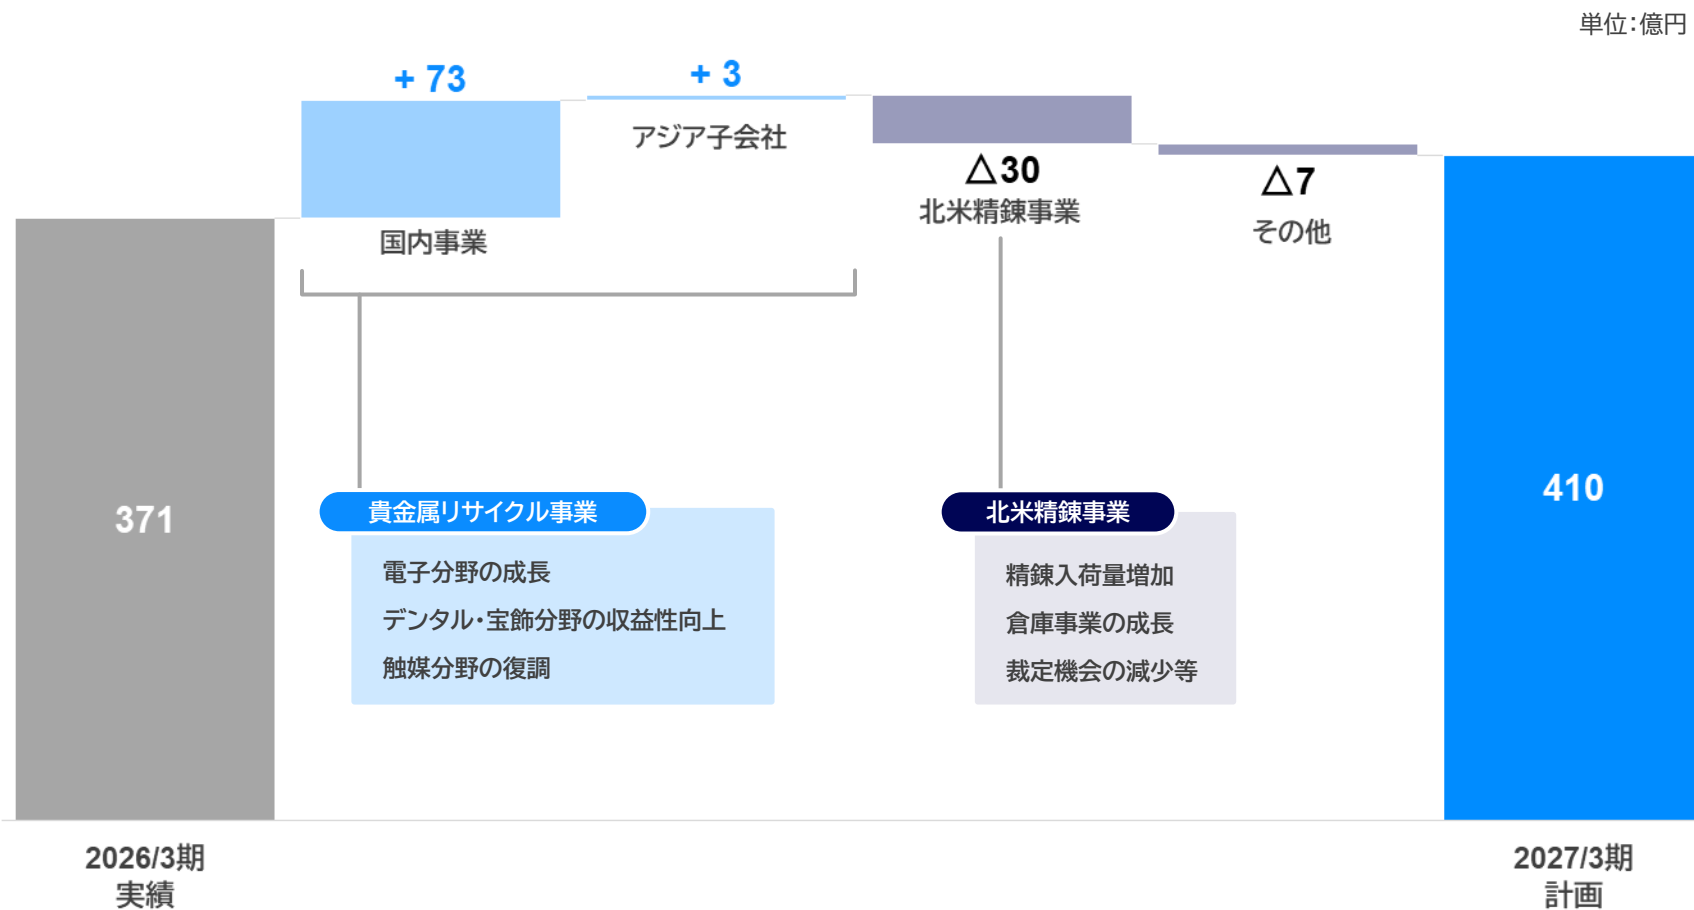 単位：億円
+ 73
国内事業
+ 3
アジア子会社
△30
北米精錬事業
△7
その他
371
410
貴金属リサイクル事業
電子分野の成長
デンタル・宝飾分野の収益性向上
触媒分野の復調
北米精錬事業
精錬入荷量増加
倉庫事業の成長
裁定機会の減少等
2026/3期
実績
2027/3期
計画